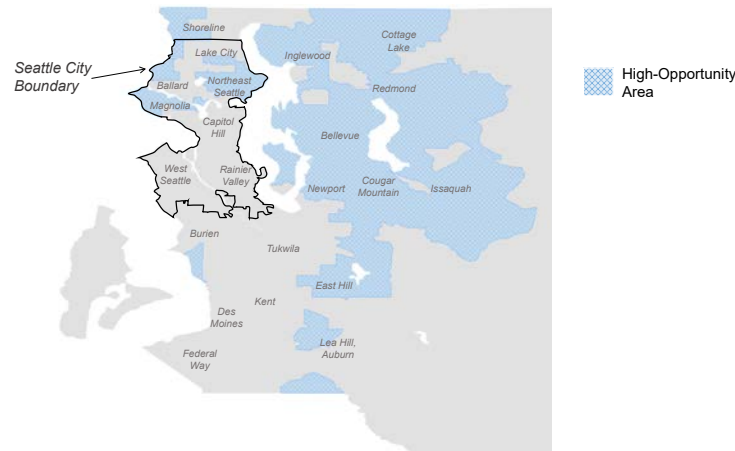 Shoreline
Cottage
Lake
Lake City
Inglewood
Seattle City
Boundary
High-Opportunity
Area
Ballard
Northeast
Seattle
Redmond
Magnolia
Capitol
Hill
Bellevue
West
Seattle
Rainier
Valley
Newport
Cougar
Mountain
Issaquah
Burien
Tukwila
East Hill
Kent
Des
Moines
Lea Hill,
Auburn
Federal
Way